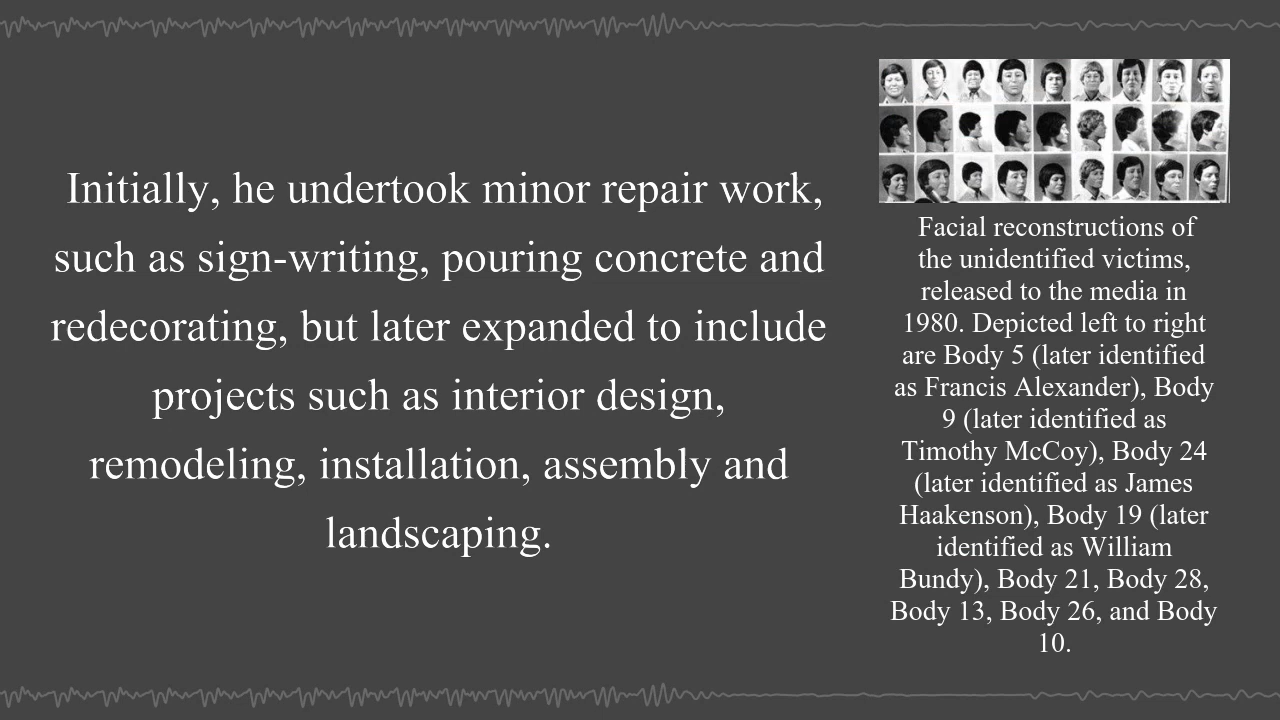 Initially, he undertook minor repair work,
such as sign-writing, pouring concrete and
redecorating, but later expanded to include
projects such as interior design,
remodeling, installation, assembly and
landscaping.
Facial reconstructions of
the unidentified victims,
released to the media in
1980. Depicted left to right
are Body 5 (later identified
as Francis Alexander), Body
9 (later identified as
Timothy McCoy), Body 24
(later identified as James
Haakenson), Body 19 (later
identified as William
Bundy), Body 21, Body 28,
Body 13, Body 26, and Body
10.